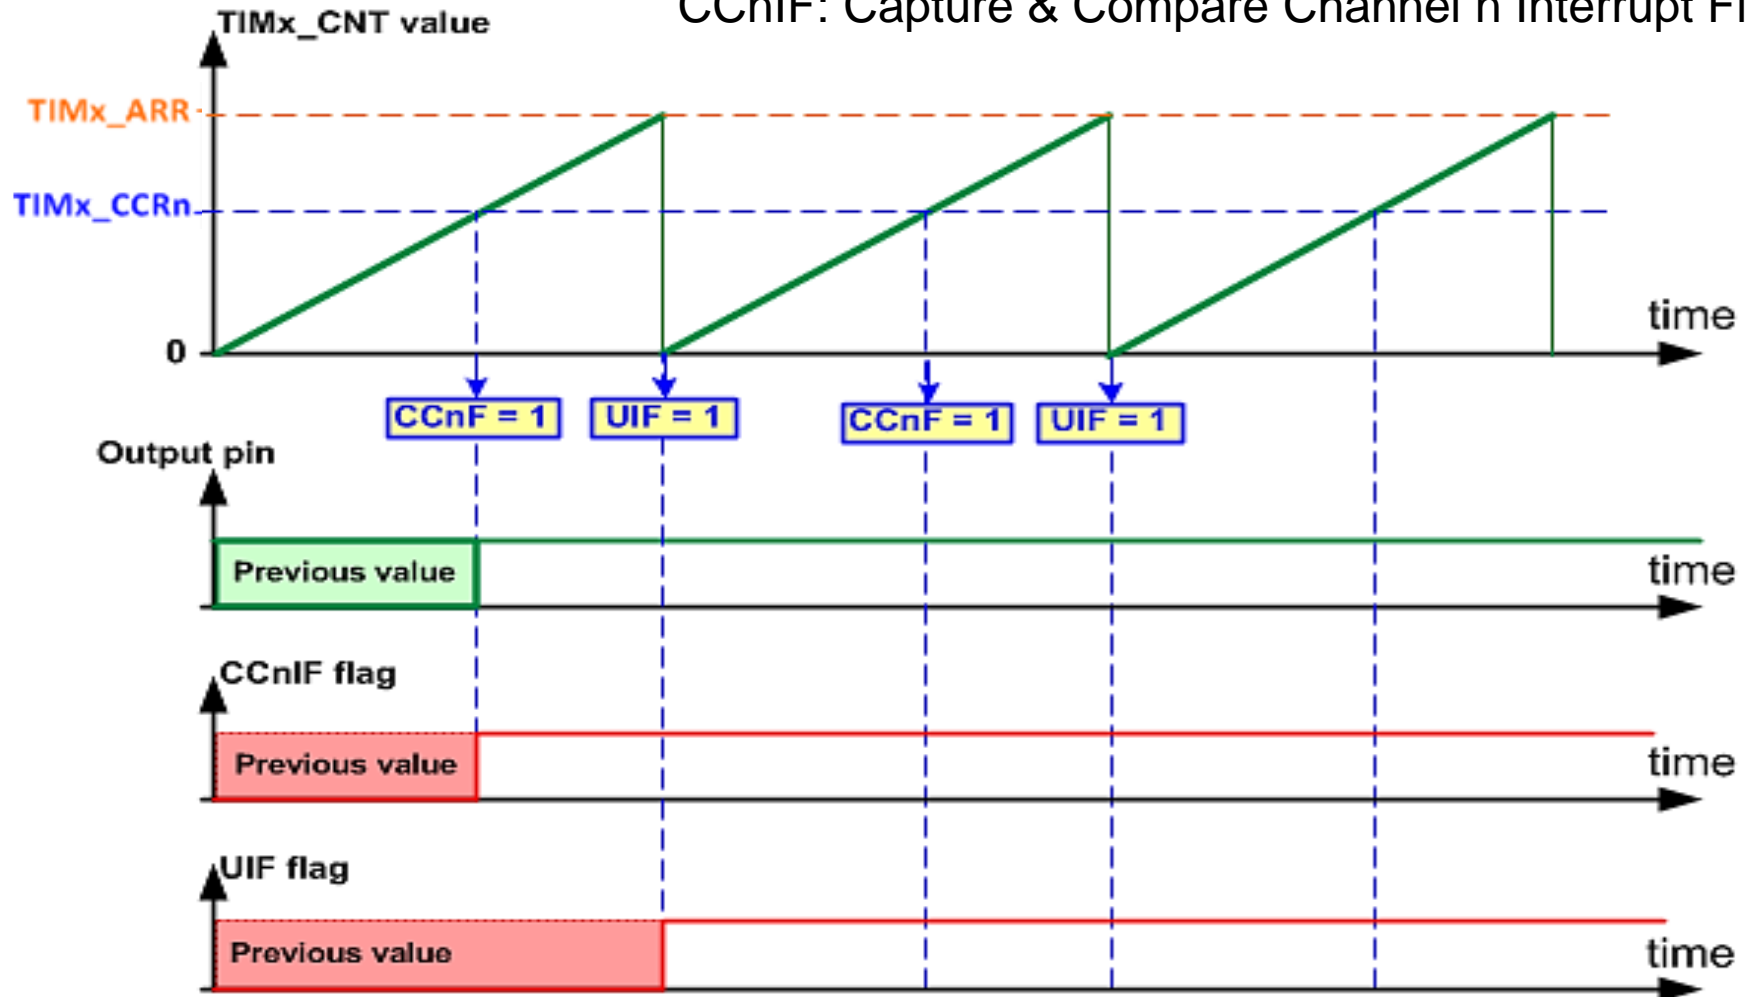 CCnIF: Capture & Compare Channel n Interrupt
TIMx_CNT value
TIMx_ARR
TIMx_CCRn
time
0
CCnF = 1
UIF = 1
CCnF = 1
UIF = 1
Output pin
Previous value
time
CCnIF flag
Previous value
time
UIF flag
Previous value
time